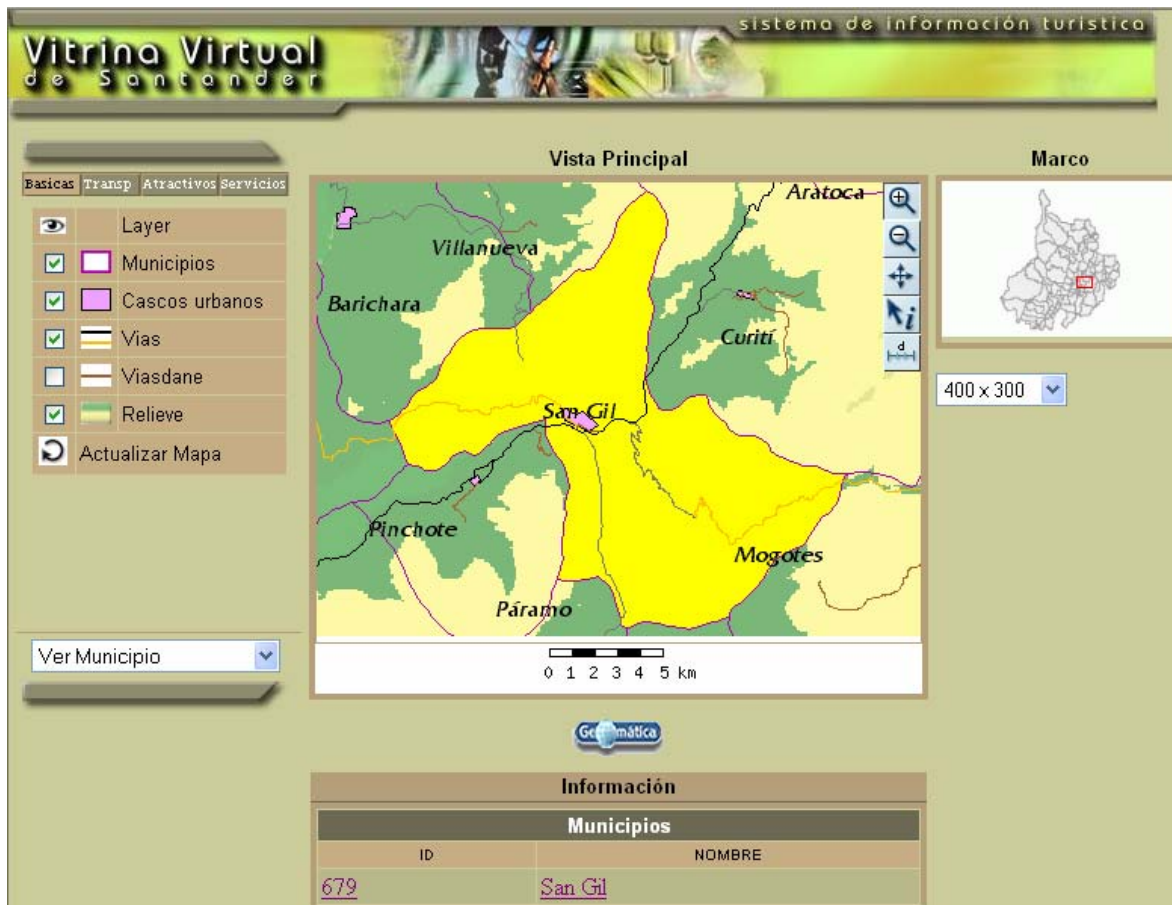 sistema de información turistica
Vitrina Virtual
de Santander
Basicas Transp Atractivos Servicios
Layer
Municipios
Cascos urbanos
Vias
Viasdane
Relieve
Actualizar Mapa
Ver Municipio
Vista Principal
Aratoca
Villanueva
Barichara
Curití
San Gil
Pinchote
Mogotes
Páramo
i
d
0 1 2 3 4 5 km
Geomática
Marco
400 x 300
Información
Municipios
ID NOMBRE
679 San Gil